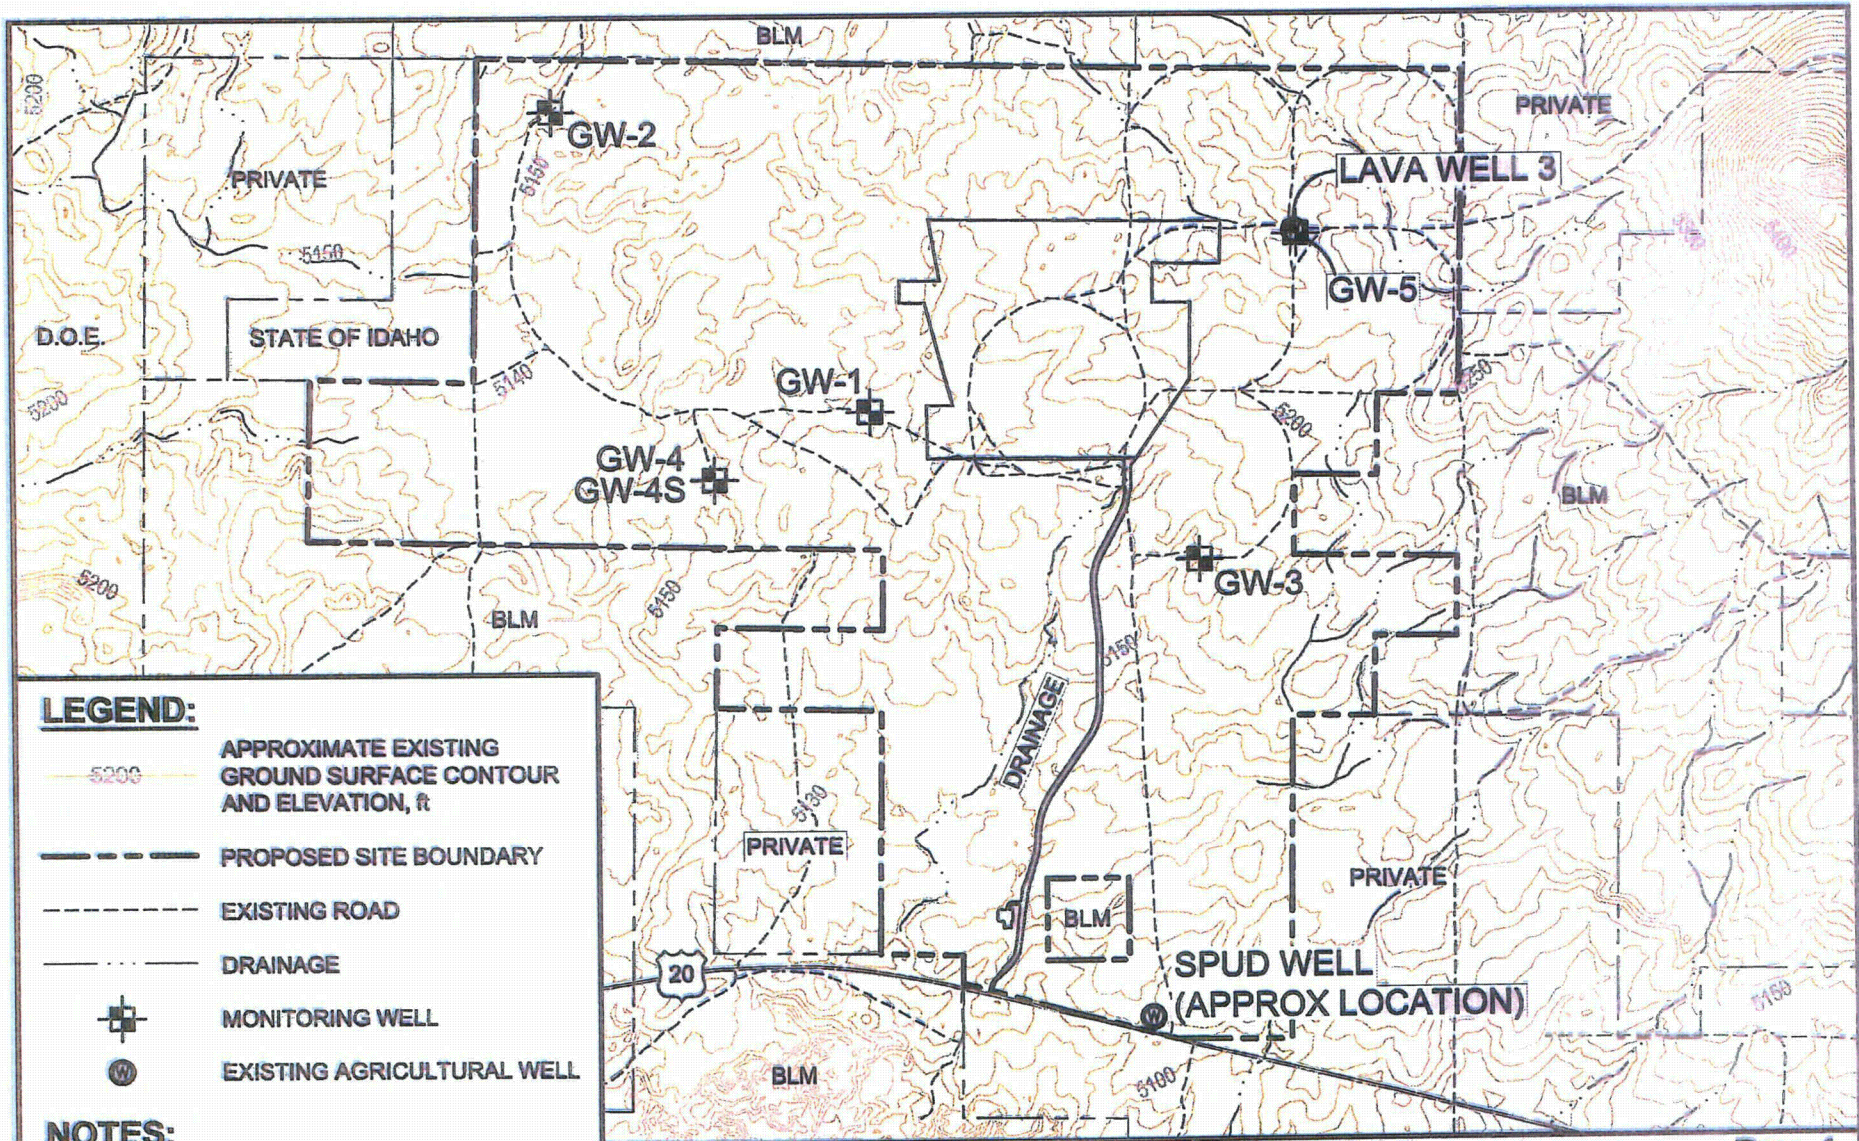 BLM
5200
PRIVATE
GW-2
5150
PRIVATE
LAVA WELL 3
5150
5400
GW-5
D.O.E.
STATE OF IDAHO
5140
GW-1
5250
5200
5200
GW-4
GW-4S
BLM
GW-3
5200
5150
BLM
5150
DRAINAGE
LEGEND:
5200
APPROXIMATE EXISTING
GROUND SURFACE CONTOUR
AND ELEVATION, ft
PROPOSED SITE BOUNDARY
EXISTING ROAD
DRAINAGE
MONITORING WELL
W
EXISTING AGRICULTURAL WELL
NOTES:
5130
PRIVATE
PRIVATE
BLM
20
SPUD WELL
(APPROX LOCATION)
W
5150
BLM
5100